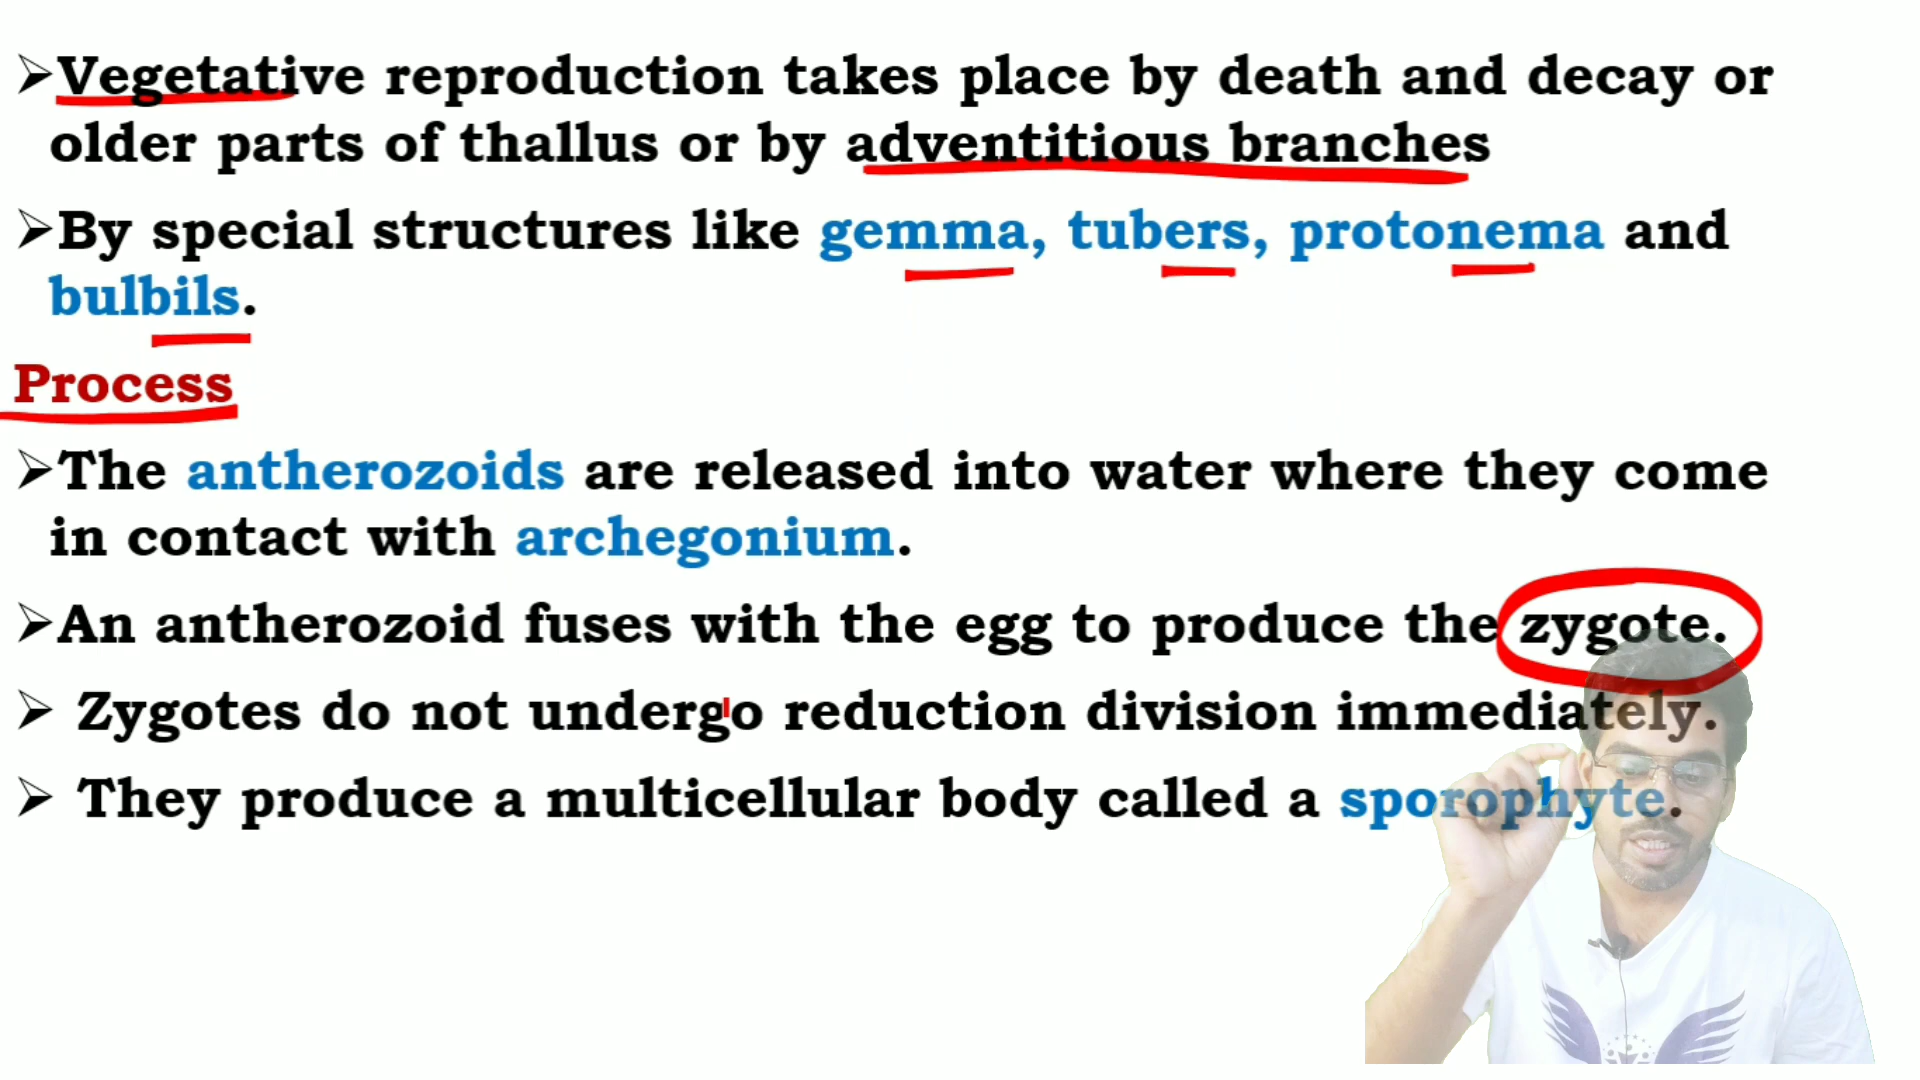 ➢Vegetative reproduction takes place by death and decay or
older parts of thallus or by adventitious branches
➢By special structures like gemma, tubers, protonema and
bulbils.
Process
➢The antherozoids are released into water where they come
in contact with archegonium.
➢An antherozoid fuses with the egg to produce the zygote.
➢ Zygotes do not undergo reduction division immediately.
➢ They produce a multicellular body called a sporophyte.